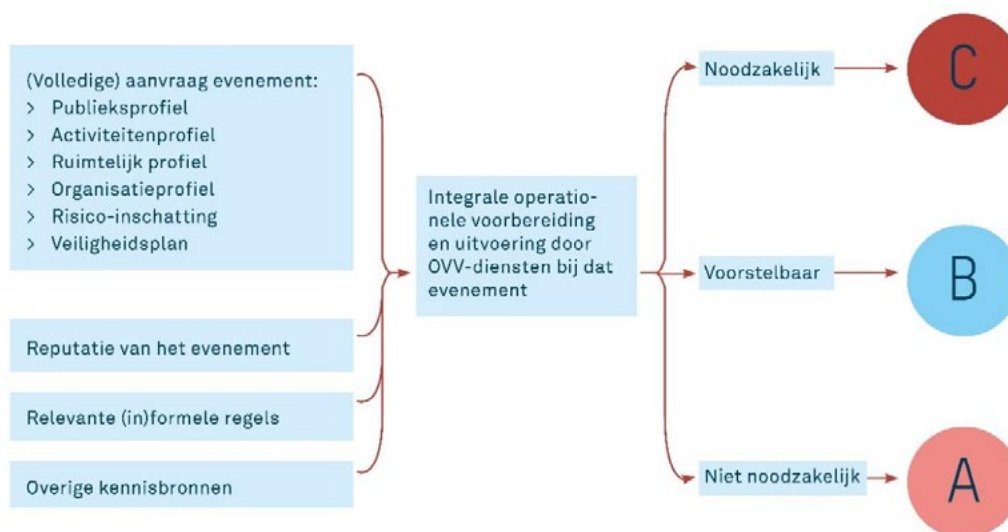 (Volledige) aanvraag evenement:
> Publieksprofiel
> Activiteitenprofiel
> Ruimtelijk profiel
> Organisatieprofiel
> Risico-inschatting
> Veiligheidsplan
Reputatie van het evenement
Relevante (in)formele regels
Overige kennisbronnen
Integrale operatio-
nele voorbereiding
en uitvoering door
OVV-diensten bij dat
evenement
Noodzakelijk
C
Voorstelbaar
B
Niet noodzakelijk
A